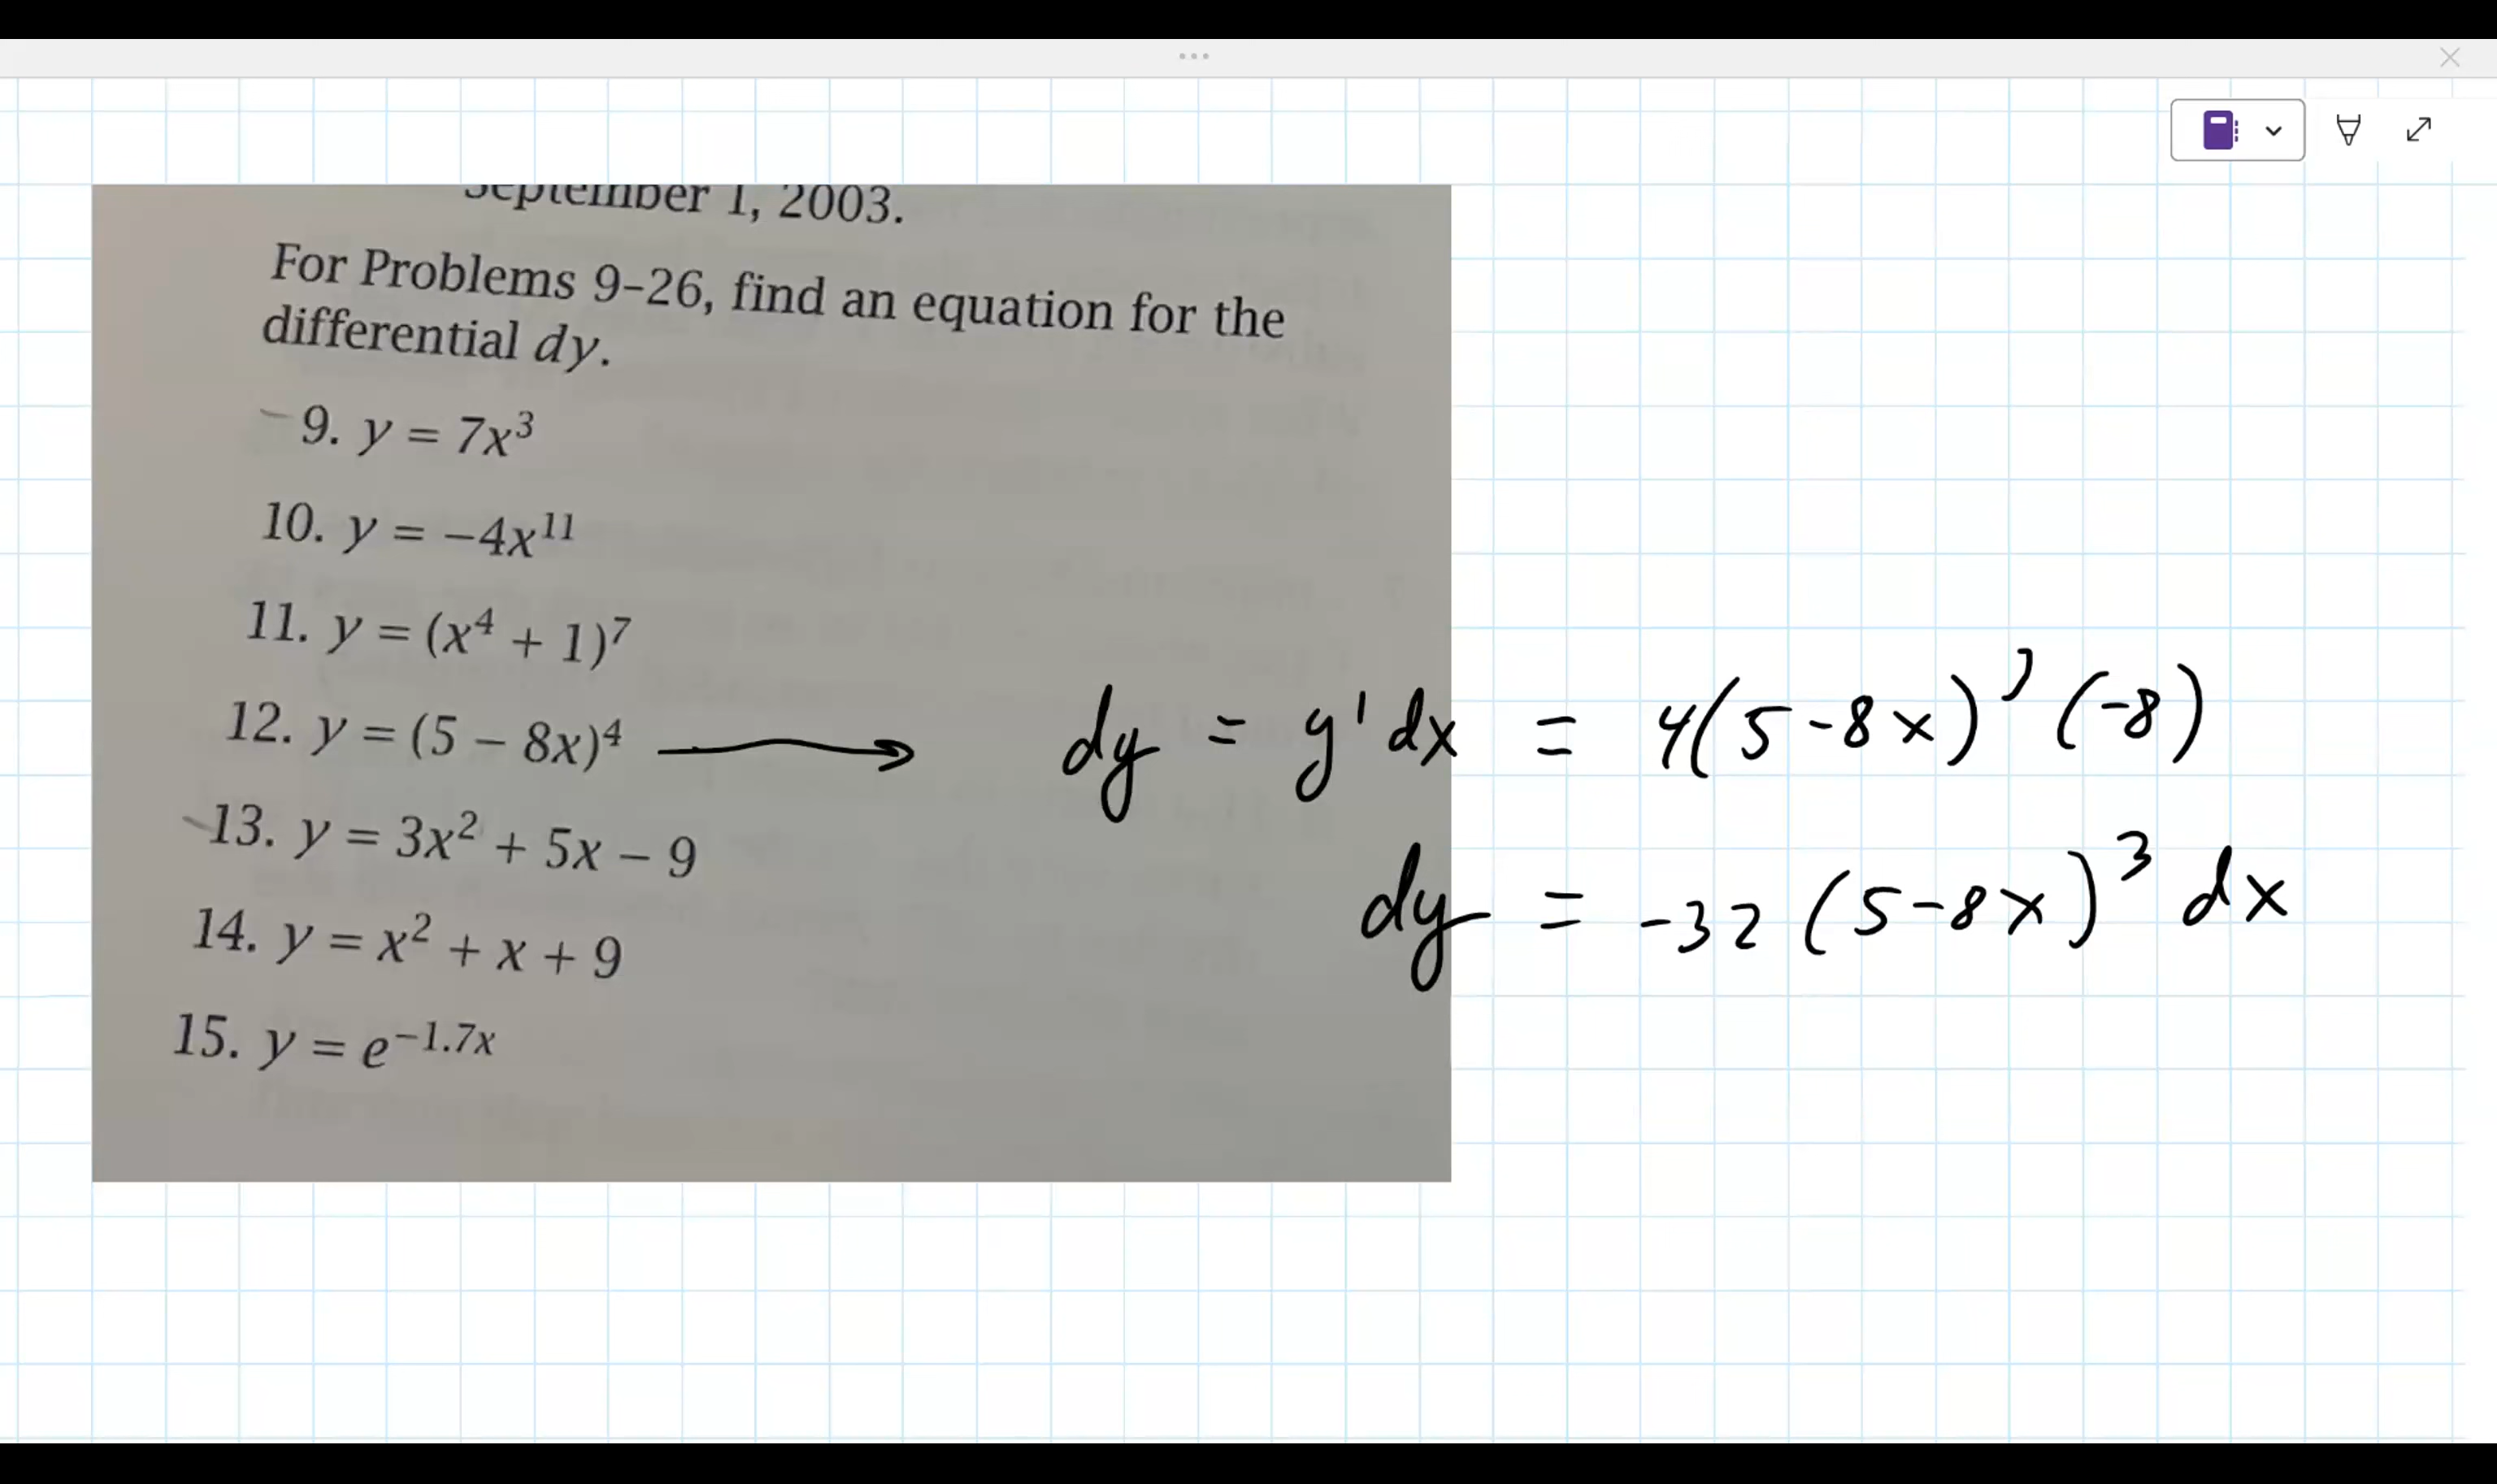 September 1, 2003.
For Problems 9–26, find an equation for the
differential dy.
9. y = 7x³
10. y = −4x¹¹
11. y = (x⁴ + 1)⁷
12. y = (5 − 8x)⁴ ⟶ dy = y' dx = 4(5-8x)³ (-8)
dy = -32 (5-8x)³ dx
13. y = 3x² + 5x − 9
14. y = x² + x + 9
15. y = e⁻¹·⁷ˣ